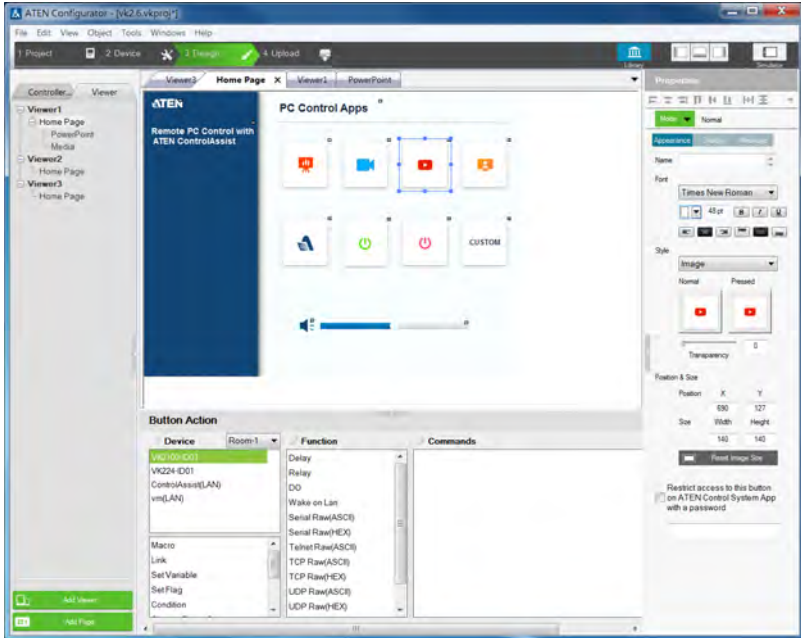 ATEN Configurator - [vk2.6.vkproj*]
File Edit View Object Tools Windows Help
1 Project 2 Device 3 Design 4 Upload Library Simulator
Controller... Viewer
Viewer1
Home Page
PowerPoint
Media
Viewer2
Home Page
Viewer3
Home Page
Add Viewer
Add Page
Viewer3 Home Page X Viewer1 PowerPoint
ATEN
Remote PC Control with
ATEN ControlAssist
PC Control Apps
CUSTOM
Button Action
Device Room-1 Function Commands
VK2100-ID01
VK224-ID01
ControlAssist(LAN)
vm(LAN)
Macro
Link
Set Variable
Set Flag
Condition
Delay
Relay
DO
Wake on Lan
Serial Raw(ASCII)
Serial Raw(HEX)
Telnet Raw(ASCII)
TCP Raw(ASCII)
TCP Raw(HEX)
UDP Raw(ASCII)
UDP Raw(HEX)
Properties
Mode Normal
Appearance
Name
Font
Times New Roman
48 pt B I U
Style
Image
Normal Pressed
0
Transparency
Position & Size
Position X Y
690 127
Size Width Height
140 140
Reset Image Size
Restrict access to this button
on ATEN Control System App
with a password